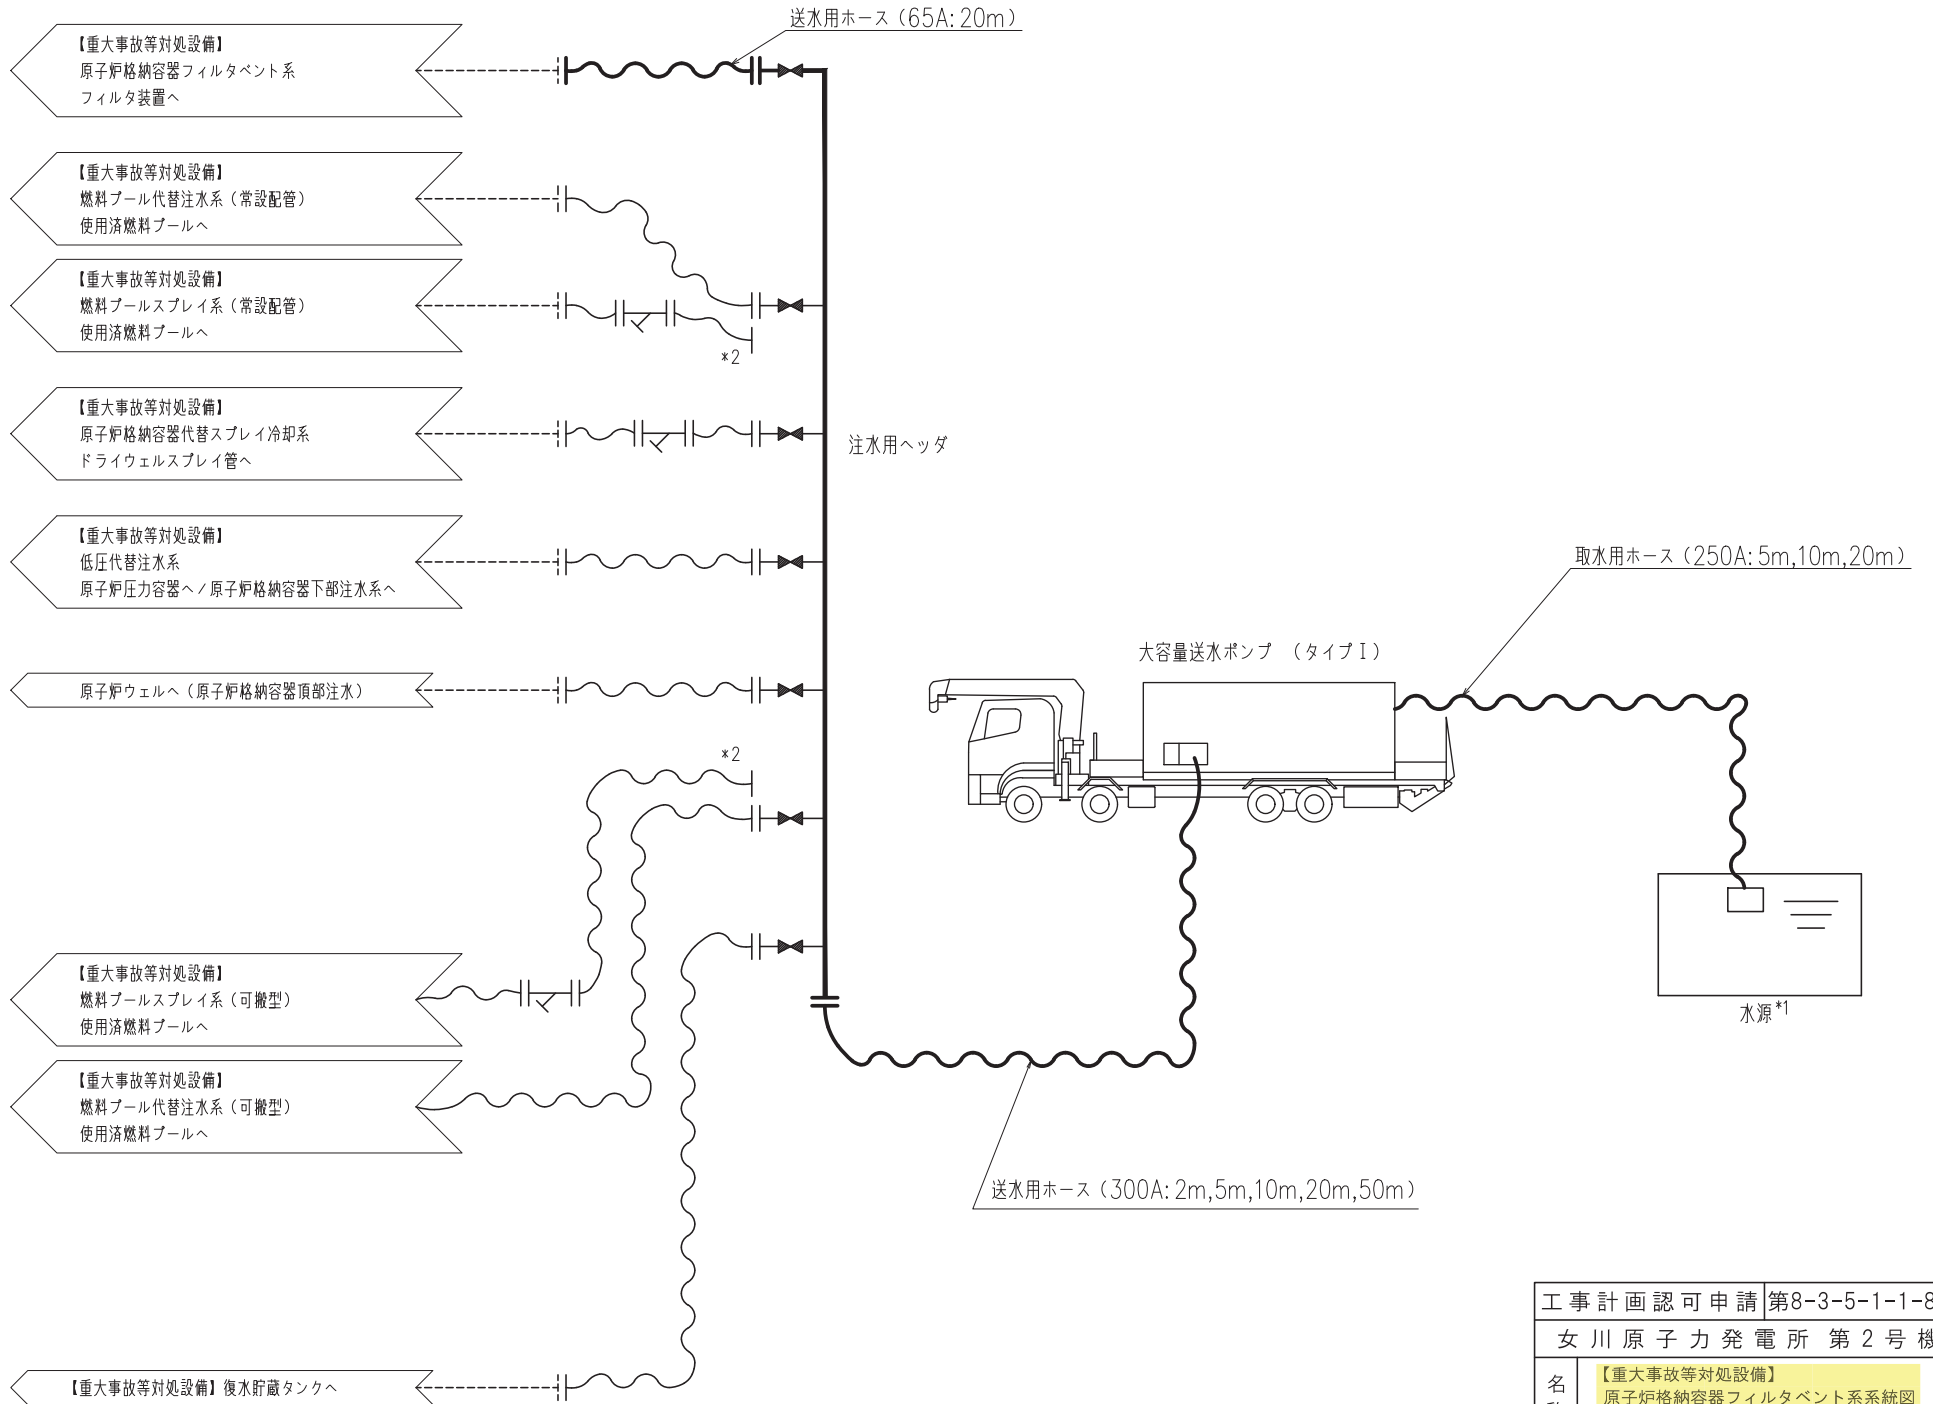 送水用ホース（65A:20m）
【重大事故等対処設備】
原子炉格納容器フィルタベント系
フィルタ装置へ
【重大事故等対処設備】
燃料プール代替注水系（常設配管）
使用済燃料プールへ
【重大事故等対処設備】
燃料プールスプレイ系（常設配管）
使用済燃料プールへ
*2
【重大事故等対処設備】
原子炉格納容器代替スプレイ冷却系
ドライウェルスプレイ管へ
注水用ヘッダ
【重大事故等対処設備】
低圧代替注水系
原子炉圧力容器へ／原子炉格納容器下部注水系へ
取水用ホース（250A:5m,10m,20m）
大容量送水ポンプ　（タイプⅠ）
原子炉ウェルへ（原子炉格納容器頂部注水）
*2
【重大事故等対処設備】
燃料プールスプレイ系（可搬型）
使用済燃料プールへ
水源*1
【重大事故等対処設備】
燃料プール代替注水系（可搬型）
使用済燃料プールへ
送水用ホース（300A:2m,5m,10m,20m,50m）
【重大事故等対処設備】復水貯蔵タンクへ
工事計画認可申請 第8-3-5-1-1-8
女川原子力発電所 第2号機
名
【重大事故等対処設備】
原子炉格納容器フィルタベント系系統図